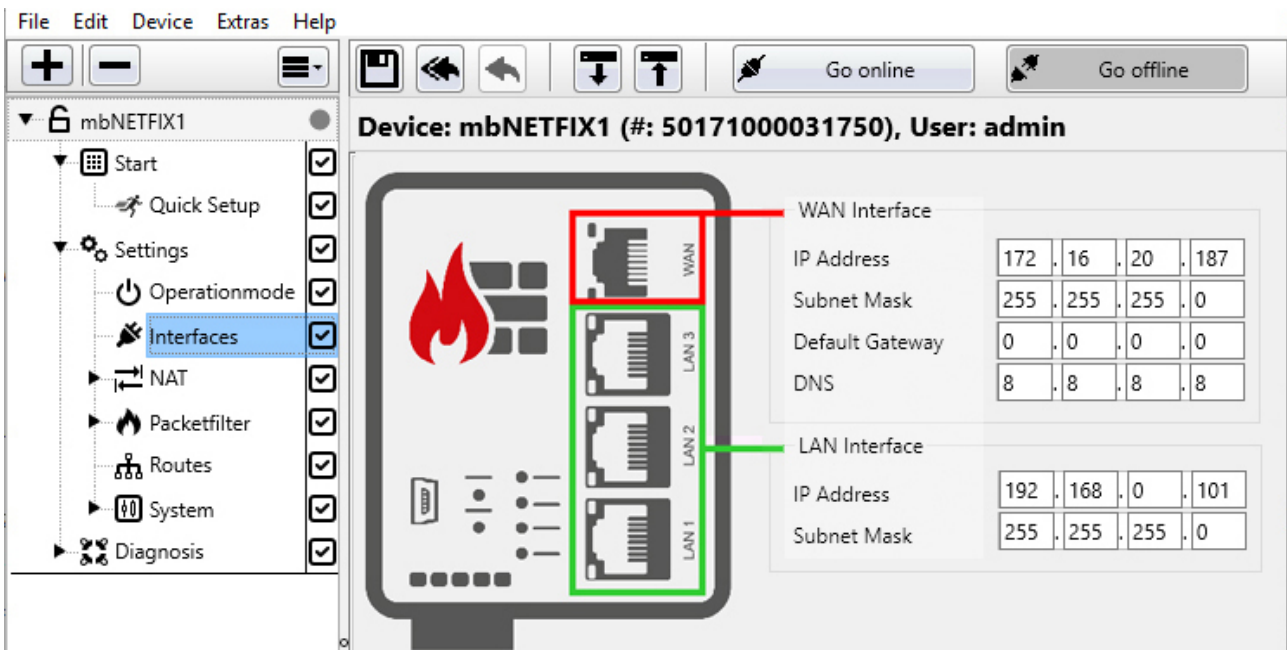 File Edit Device Extras Help
Go online Go offline
mbNETFIX1
Device: mbNETFIX1 (#: 50171000031750), User: admin
Start
Quick Setup
Settings
Operationmode
Interfaces
NAT
Packetfilter
Routes
System
Diagnosis
WAN
LAN 3
LAN 2
LAN 1
WAN Interface
IP Address 172 . 16 . 20 . 187
Subnet Mask 255 . 255 . 255 . 0
Default Gateway 0 . 0 . 0 . 0
DNS 8 . 8 . 8 . 8
LAN Interface
IP Address 192 . 168 . 0 . 101
Subnet Mask 255 . 255 . 255 . 0